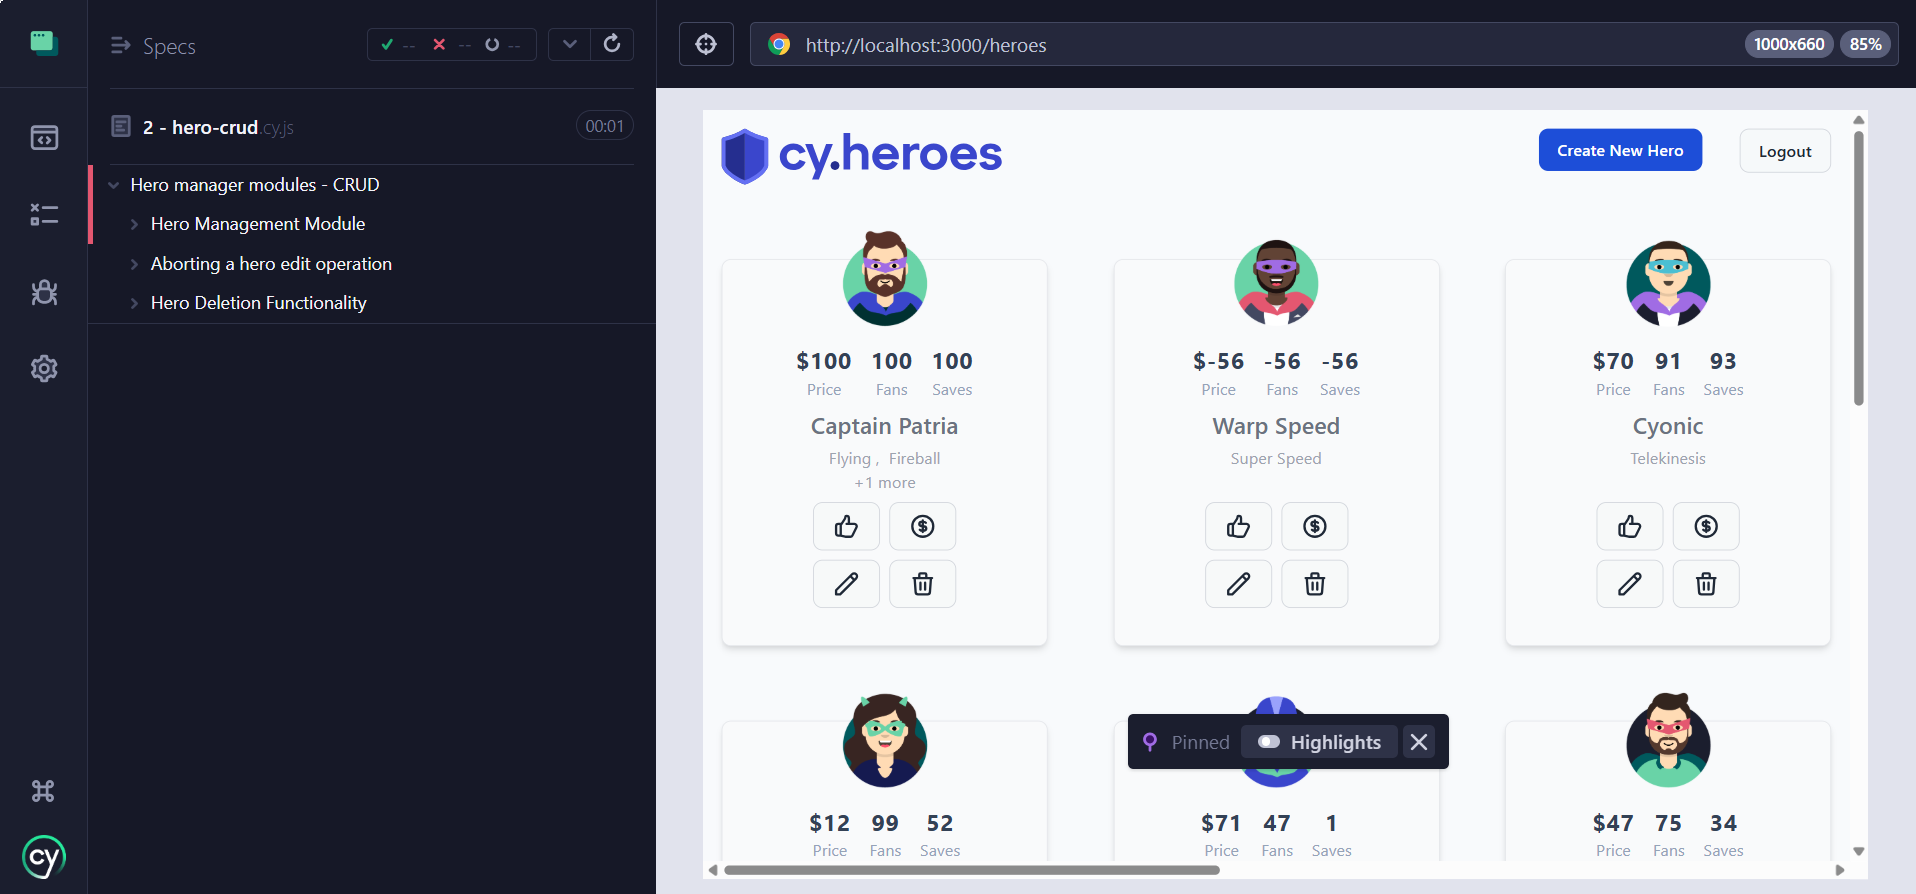 Specs
--
--
--
http://localhost:3000/heroes
1000x660
85%
2 - hero-crud.cy.js
00:01
Hero manager modules - CRUD
Hero Management Module
Aborting a hero edit operation
Hero Deletion Functionality
cy
cy.heroes
Create New Hero
Logout
$100 100 100
Price Fans Saves
Captain Patria
Flying , Fireball
+1 more
$-56 -56 -56
Price Fans Saves
Warp Speed
Super Speed
$70 91 93
Price Fans Saves
Cyonic
Telekinesis
Pinned
Highlights
$12 99 52
Price Fans Saves
$71 47 1
Price Fans Saves
$47 75 34
Price Fans Saves